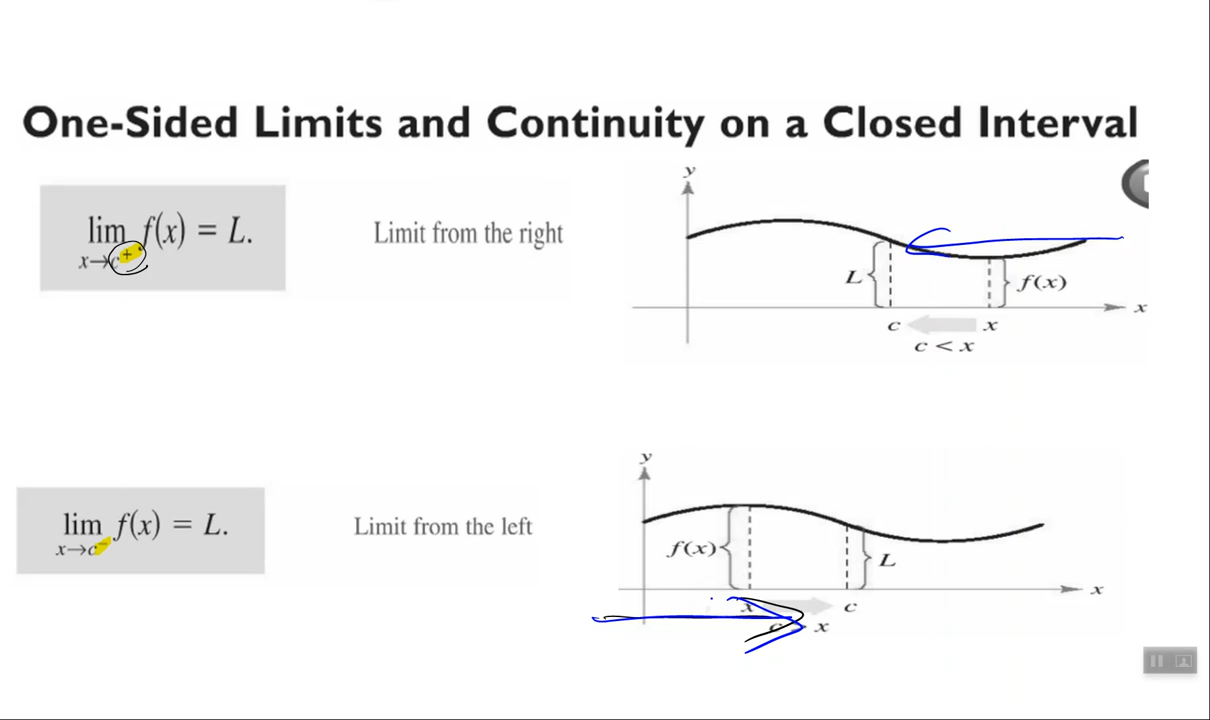 One-Sided Limits and Continuity on a Closed Interval
lim f(x) = L.
x→c⁺
Limit from the right
y
L
f(x)
x
c
x
c < x
lim f(x) = L.
x→c⁻
Limit from the left
y
f(x)
L
x
x
c
c
x